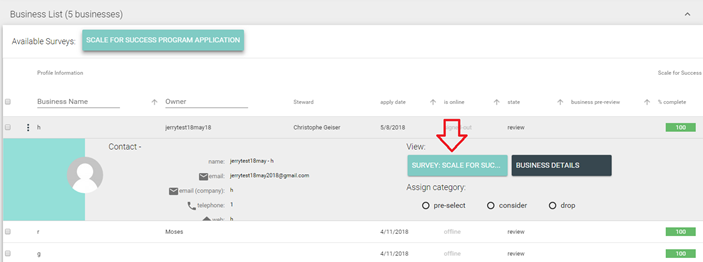 Business List (5 businesses)
Available Surveys: SCALE FOR SUCCESS PROGRAM APPLICATION
Profile Information Scale for Success
Business Name Owner Steward apply date is online state business pre-review % complete
h jerrytest18may18 Christophe Geiser 5/8/2018 review 100
Contact - View:
name: jerrytest18may - h
SURVEY: SCALE FOR SUC... BUSINESS DETAILS
email: jerrytest18may2018@gmail.com
email (company): h
Assign category:
telephone: 1
pre-select consider drop
web: h
r Moses 4/11/2018 offline review 100
g 4/11/2018 offline review 100